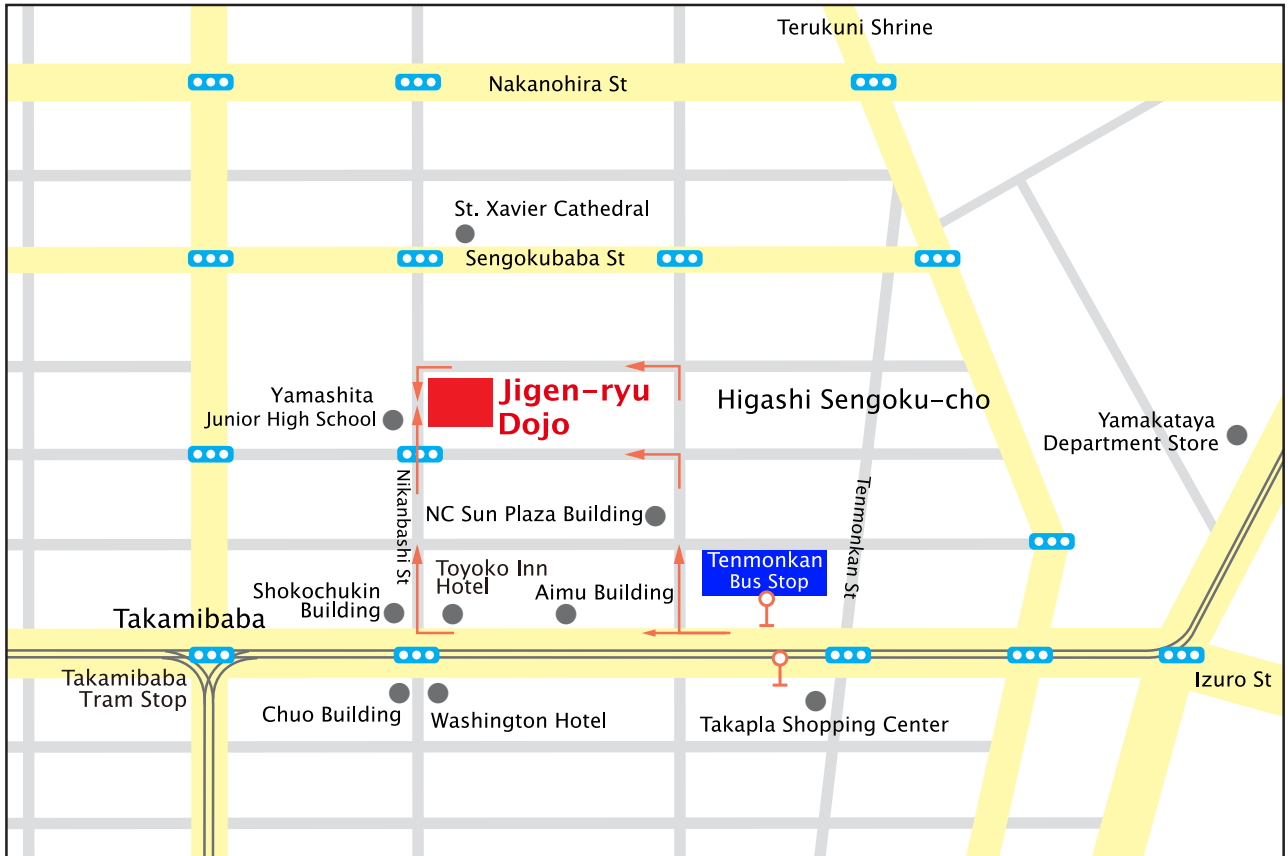 Terukuni Shrine
Nakanohira St
St. Xavier Cathedral
Sengokubaba St
Jigen-ryu
Dojo
Yamashita
Junior High School
Higashi Sengoku-cho
Yamakataya
Department Store
Nikanbashi St
Tenmonkan St
NC Sun Plaza Building
Tenmonkan
Bus Stop
Toyoko Inn
Hotel
Aimu Building
Shokochukin
Building
Takamibaba
Takamibaba
Tram Stop
Izuro St
Chuo Building
Washington Hotel
Takapla Shopping Center